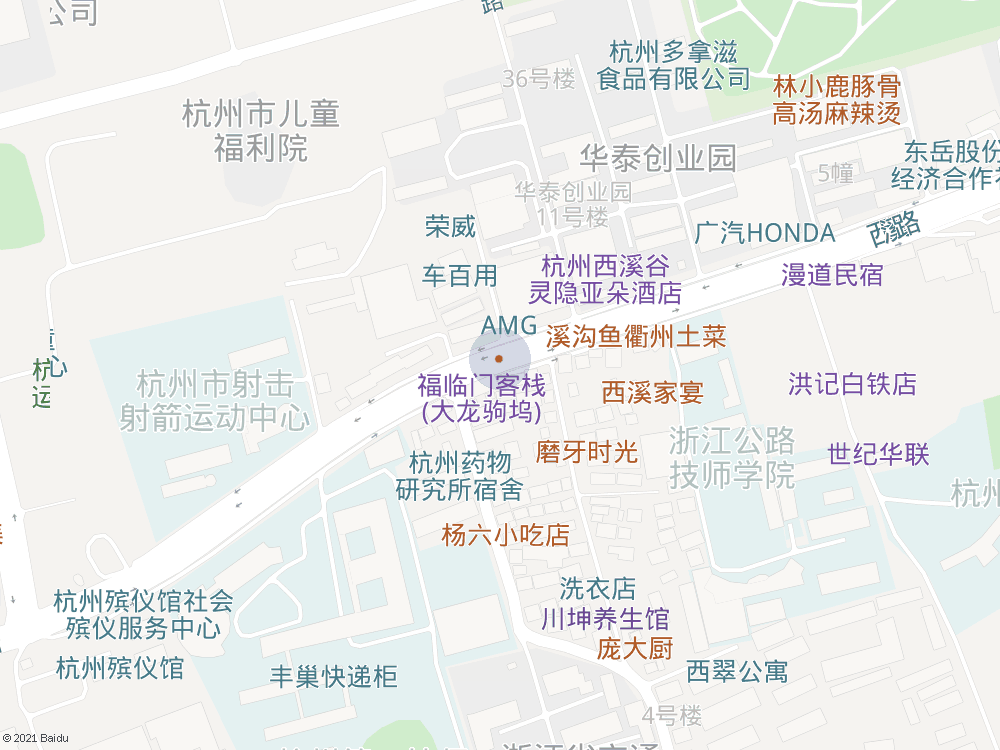 公司
路
杭州多拿滋
食品有限公司
36号楼
林小鹿豚骨
高汤麻辣烫
杭州市儿童
福利院
华泰创业园
东岳股份
经济合作社
5幢
华泰创业园
11号楼
荣威
广汽HONDA
西溪路
杭州西溪谷
灵隐亚朵酒店
漫道民宿
车百用
AMG
溪沟鱼衢州土菜
心
杭
运
杭州市射击
射箭运动中心
福临门客栈
(大龙驹坞)
西溪家宴
洪记白铁店
浙江公路
技师学院
磨牙时光
世纪华联
杭州药物
研究所宿舍
杭州
杨六小吃店
洗衣店
川坤养生馆
庞大厨
杭州殡仪馆社会
殡仪服务中心
杭州殡仪馆
丰巢快递柜
西翠公寓
4号楼
© 2021 Baidu